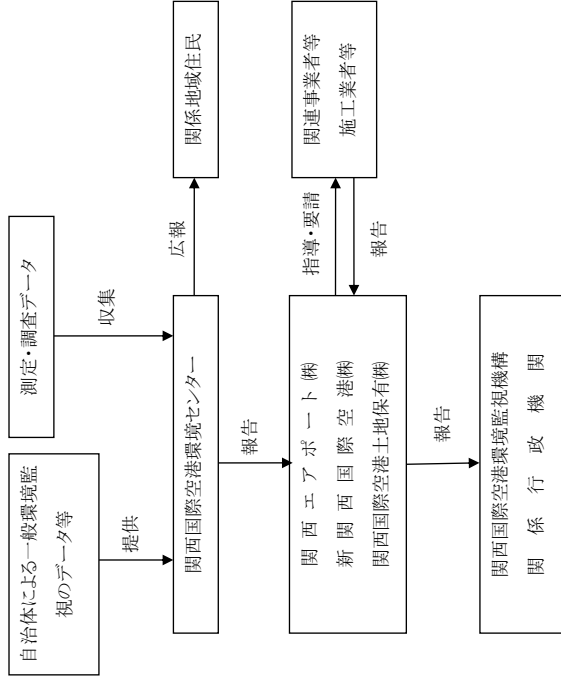 測定・調査データ
自治体による一般環境監
視のデータ等
収集
提供
関西国際空港環境センター
広報
関係地域住民
報告
関西エアポート㈱
新関西国際空港㈱
関西国際空港土地保有㈱
指導・要請
報告
関連事業者等
施工業者等
報告
関西国際空港環境監視機構
関係行政機関